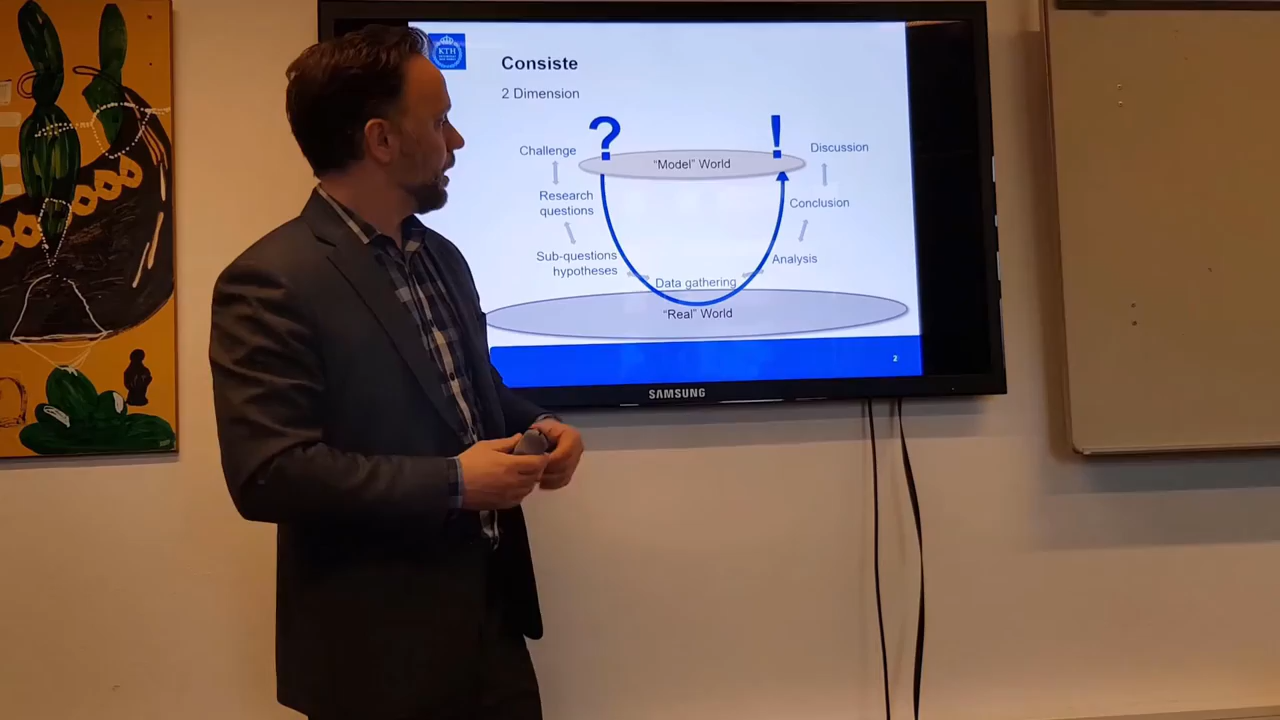 KTH
Consiste
2 Dimension
?
!
Challenge
"Model" World
Discussion
Research
questions
Conclusion
Sub-questions
hypotheses
Analysis
Data gathering
"Real" World
2
SAMSUNG